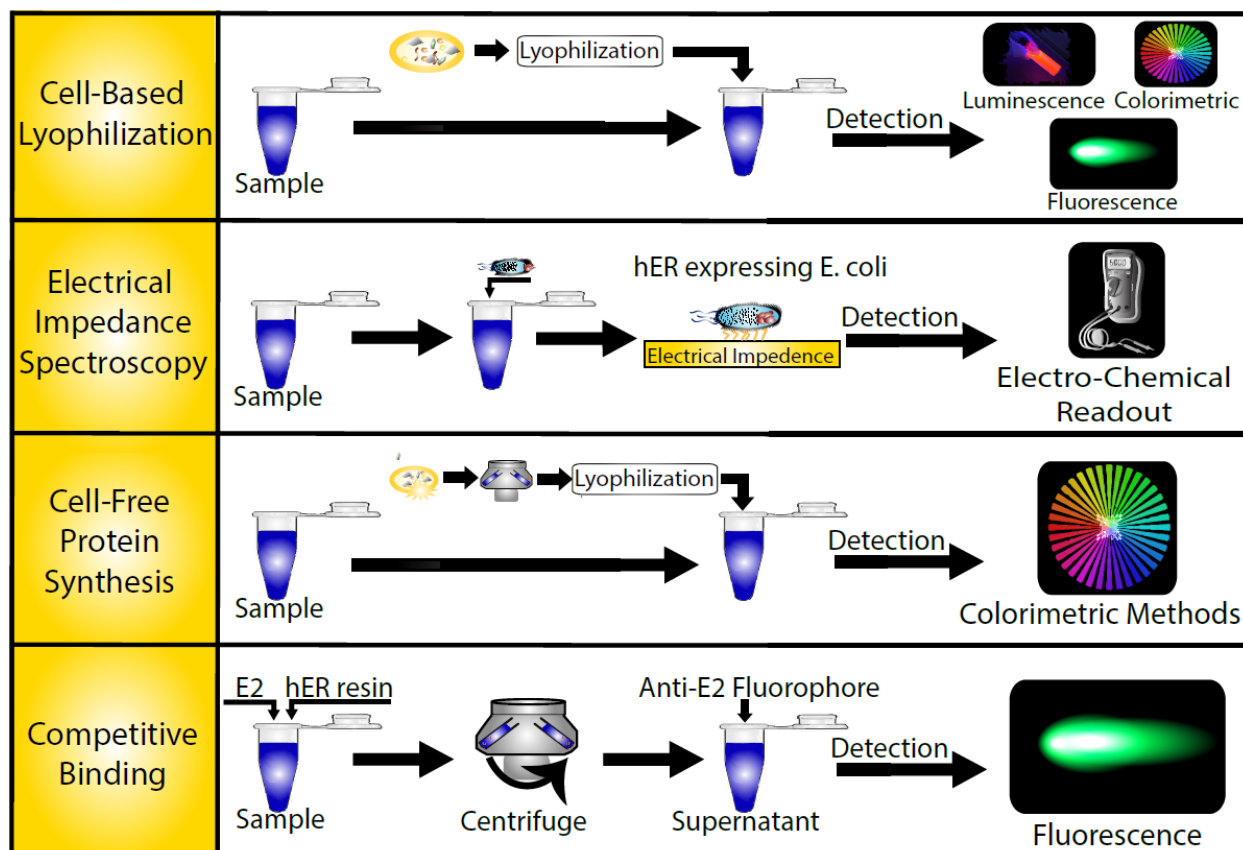 Cell-Based
Lyophilization
Lyophilization
Sample
Detection
Luminescence
Colorimetric
Fluorescence
Electrical
Impedance
Spectroscopy
Sample
hER expressing E. coli
Electrical Impedence
Detection
Electro-Chemical
Readout
Cell-Free
Protein
Synthesis
Lyophilization
Sample
Detection
Colorimetric Methods
Competitive
Binding
E2
hER resin
Sample
Centrifuge
Anti-E2 Fluorophore
Supernatant
Detection
Fluorescence